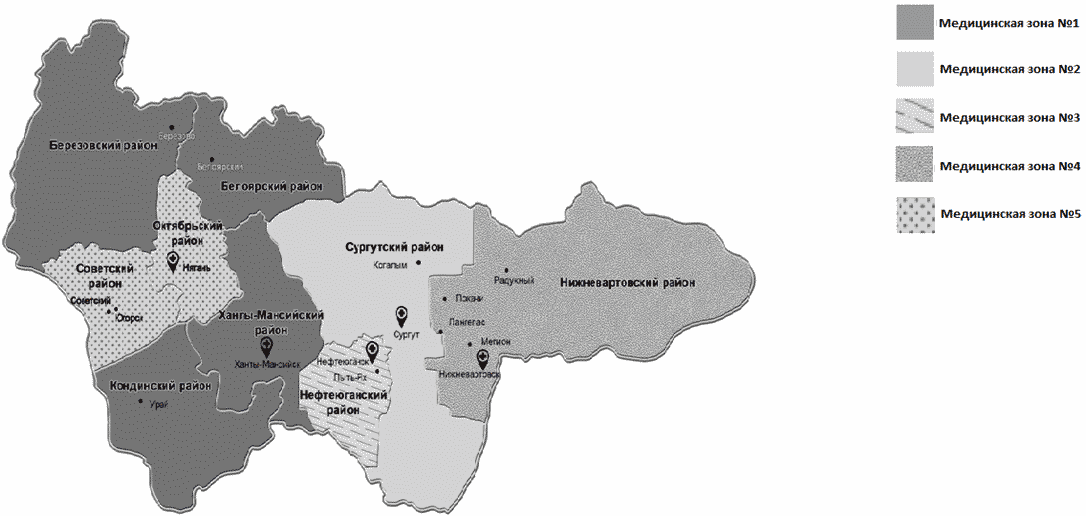 Медицинская зона №1
Медицинская зона №2
Медицинская зона №3
Медицинская зона №4
Медицинская зона №5
Березовский район
Березово
Белоярский
Белоярский район
Октябрьский
район
Нягань
Советский
район
Советский
Югорск
Ханты-Мансийский
район
Ханты-Мансийск
Кондинский район
Урай
Сургутский район
Когалым
Сургут
Нефтеюганск
Пыть-Ях
Нефтеюганский
район
Нижневартовский район
Радужный
Покачи
Лангепас
Мегион
Нижневартовск